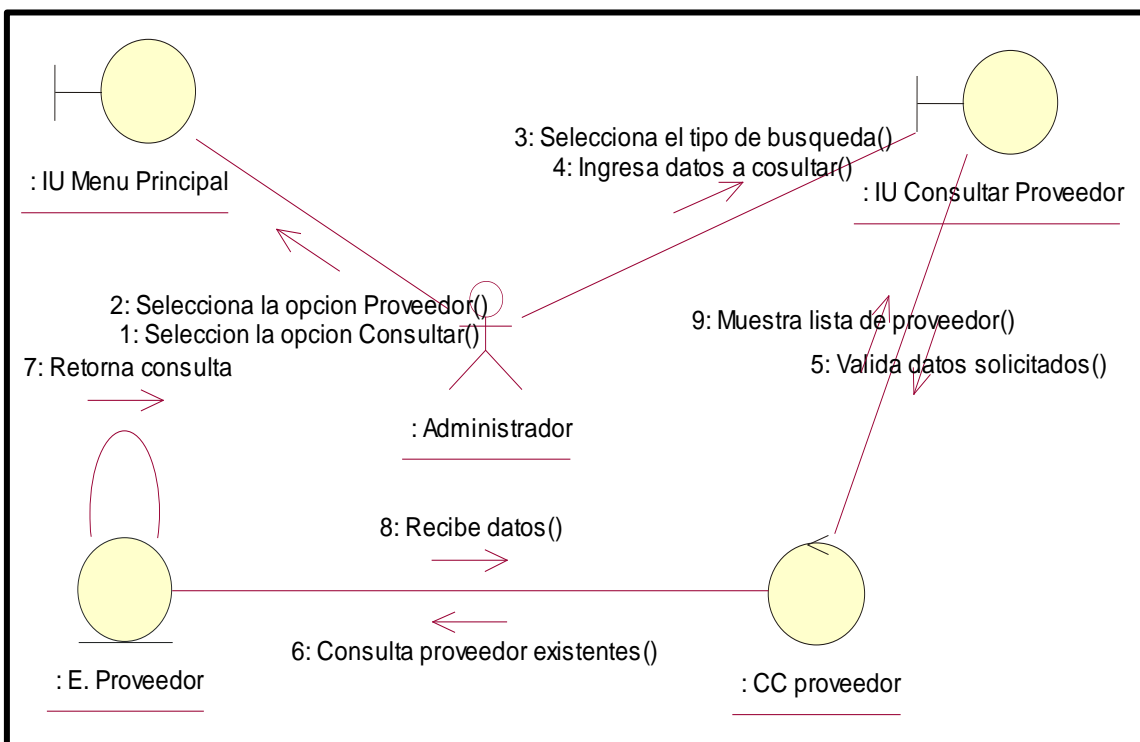 3: Selecciona el tipo de busqueda()
4: Ingresa datos a cosultar()
: IU Menu Principal
: IU Consultar Proveedor
2: Selecciona la opcion Proveedor()
1: Seleccion la opcion Consultar()
7: Retorna consulta
9: Muestra lista de proveedor()
5: Valida datos solicitados()
: Administrador
8: Recibe datos()
6: Consulta proveedor existentes()
: E. Proveedor
: CC proveedor